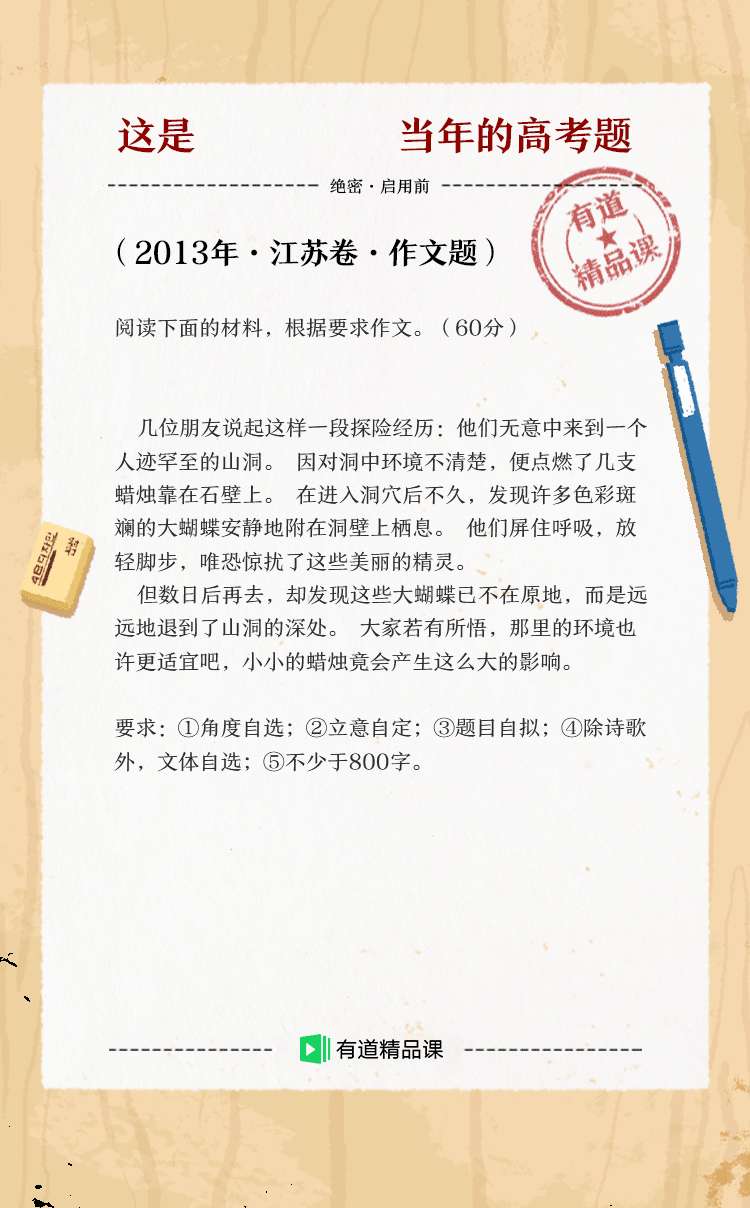 这是 当年的高考题
绝密·启用前
有道
精品课
（2013年·江苏卷·作文题）
阅读下面的材料，根据要求作文。（60分）
几位朋友说起这样一段探险经历：他们无意中来到一个
人迹罕至的山洞。 因对洞中环境不清楚，便点燃了几支
蜡烛靠在石壁上。 在进入洞穴后不久，发现许多色彩斑
斓的大蝴蝶安静地附在洞壁上栖息。 他们屏住呼吸，放
轻脚步，唯恐惊扰了这些美丽的精灵。
但数日后再去，却发现这些大蝴蝶已不在原地，而是远
远地退到了山洞的深处。 大家若有所悟，那里的环境也
许更适宜吧，小小的蜡烛竟会产生这么大的影响。
要求：①角度自选；②立意自定；③题目自拟；④除诗歌
外，文体自选；⑤不少于800字。
有道精品课